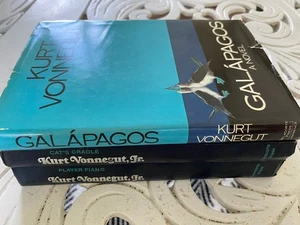 KURT
VONNEGUT
GALÁPAGOS
A NOVEL
GALÁPAGOS
KURT
VONNEGUT
CAT'S CRADLE
Kurt Vonnegut, Jr.
PLAYER PIANO
Kurt Vonnegut, Jr.